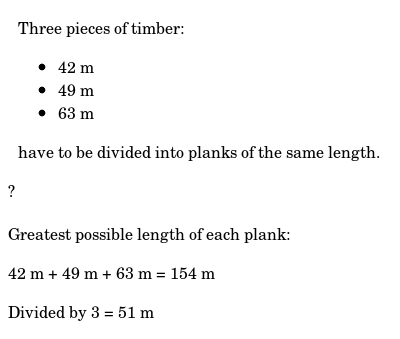 Three pieces of timber:
• 42 m
• 49 m
• 63 m
have to be divided into planks of the same length.
?
Greatest possible length of each plank:
42 m + 49 m + 63 m = 154 m
Divided by 3 = 51 m